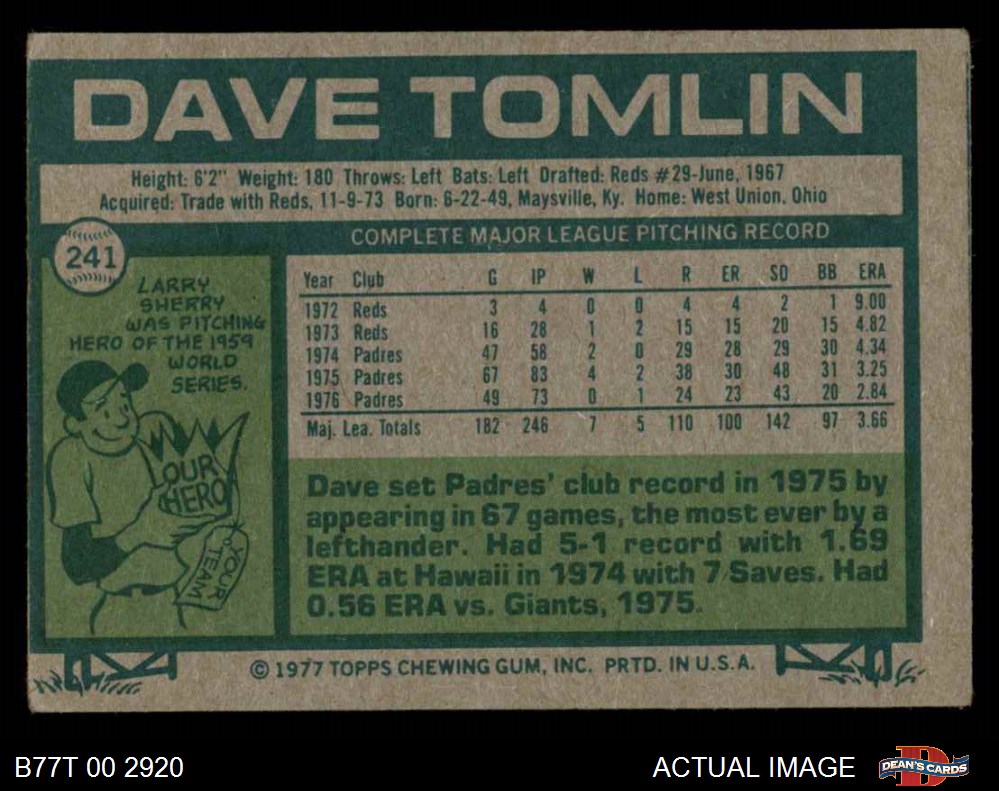 DAVE TOMLIN
Height: 6'2" Weight: 180 Throws: Left Bats: Left Drafted: Reds #29-June, 1967
Acquired: Trade with Reds, 11-9-73 Born: 6-22-49, Maysville, Ky. Home: West Union, Ohio
241
LARRY
SHERRY
WAS PITCHING
HERO OF THE 1959
WORLD
SERIES.
OUR
HERO
YOUR
TEAM
COMPLETE MAJOR LEAGUE PITCHING RECORD
Year Club G IP W L R ER SO BB ERA
1972 Reds 3 4 0 0 4 4 2 1 9.00
1973 Reds 16 28 1 2 15 15 20 15 4.82
1974 Padres 47 58 2 0 29 28 29 30 4.34
1975 Padres 67 83 4 2 38 30 48 31 3.25
1976 Padres 49 73 0 1 24 23 43 20 2.84
Maj. Lea. Totals 182 246 7 5 110 100 142 97 3.66
Dave set Padres' club record in 1975 by
appearing in 67 games, the most ever by a
lefthander. Had 5-1 record with 1.69
ERA at Hawaii in 1974 with 7 Saves. Had
0.56 ERA vs. Giants, 1975.
© 1977 TOPPS CHEWING GUM, INC. PRTD. IN U.S.A.
B77T 00 2920
ACTUAL IMAGE
D
DEAN'S CARDS